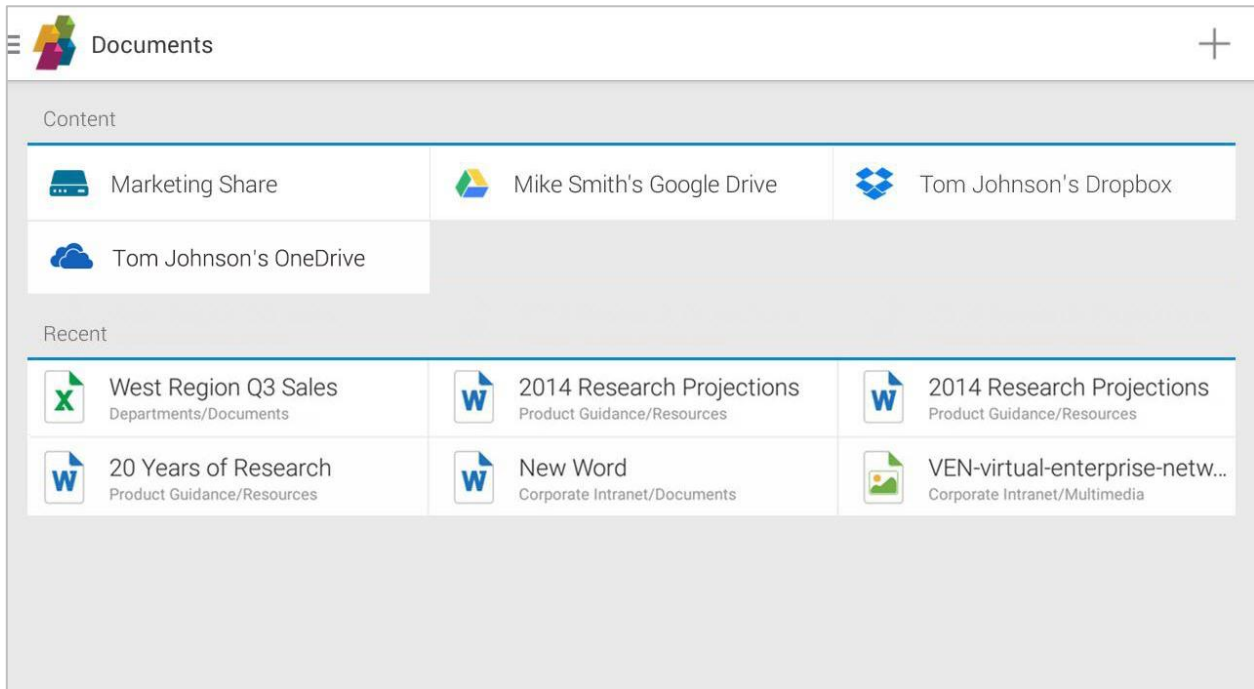 Documents
Content
Marketing Share
Mike Smith's Google Drive
Tom Johnson's Dropbox
Tom Johnson's OneDrive
Recent
West Region Q3 Sales
Departments/Documents
2014 Research Projections
Product Guidance/Resources
2014 Research Projections
Product Guidance/Resources
20 Years of Research
Product Guidance/Resources
New Word
Corporate Intranet/Documents
VEN-virtual-enterprise-netw...
Corporate Intranet/Multimedia